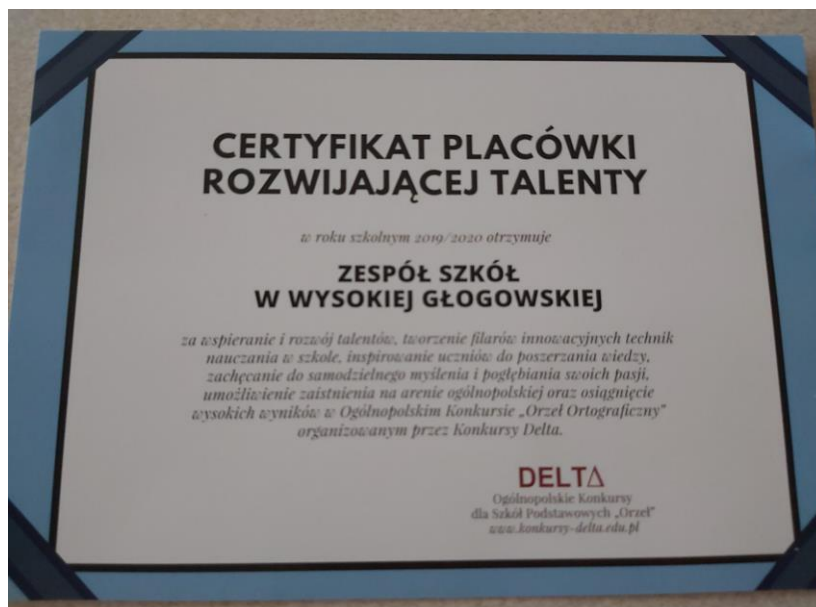 CERTYFIKAT PLACÓWKI
ROZWIJAJĄCEJ TALENTY
w roku szkolnym 2019/2020 otrzymuje
ZESPÓŁ SZKÓŁ
W WYSOKIEJ GŁOGOWSKIEJ
za wspieranie i rozwój talentów, tworzenie filarów innowacyjnych technik
nauczania w szkole, inspirowanie uczniów do poszerzania wiedzy,
zachęcanie do samodzielnego myślenia i pogłębiania swoich pasji,
umożliwienie zaistnienia na arenie ogólnopolskiej oraz osiągnięcie
wysokich wyników w Ogólnopolskim Konkursie „Orzeł Ortograficzny”
organizowanym przez Konkursy Delta.
DELTΔ
Ogólnopolskie Konkursy
dla Szkół Podstawowych „Orzeł”
www.konkursy-delta.edu.pl